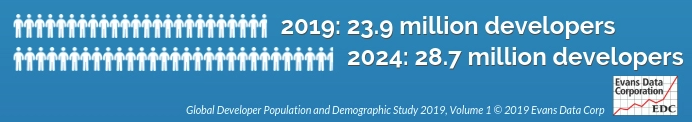 2019: 23.9 million developers
2024: 28.7 million developers
Evans Data
Corporation
EDC
Global Developer Population and Demographic Study 2019, Volume 1 © 2019 Evans Data Corp